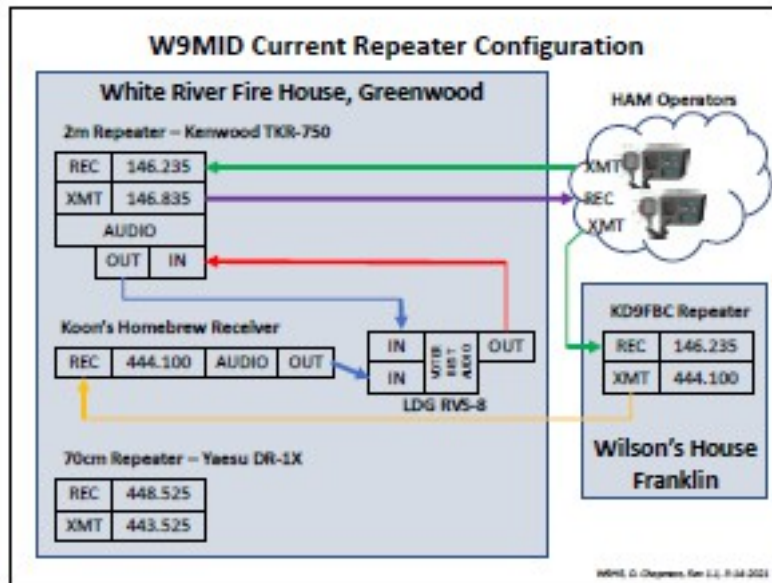 W9MID Current Repeater Configuration
White River Fire House, Greenwood
HAM Operators
2m Repeater – Kenwood TKR-750
REC 146.235
XMT 146.835
AUDIO
OUT IN
XMT
REC
XMT
Koon's Homebrew Receiver
REC 444.100 AUDIO OUT
IN
IN
VOTER
BEST
AUDIO
OUT
LDG RVS-8
KD9FBC Repeater
REC 146.235
XMT 444.100
Wilson's House
Franklin
70cm Repeater – Yaesu DR-1X
REC 448.525
XMT 443.525